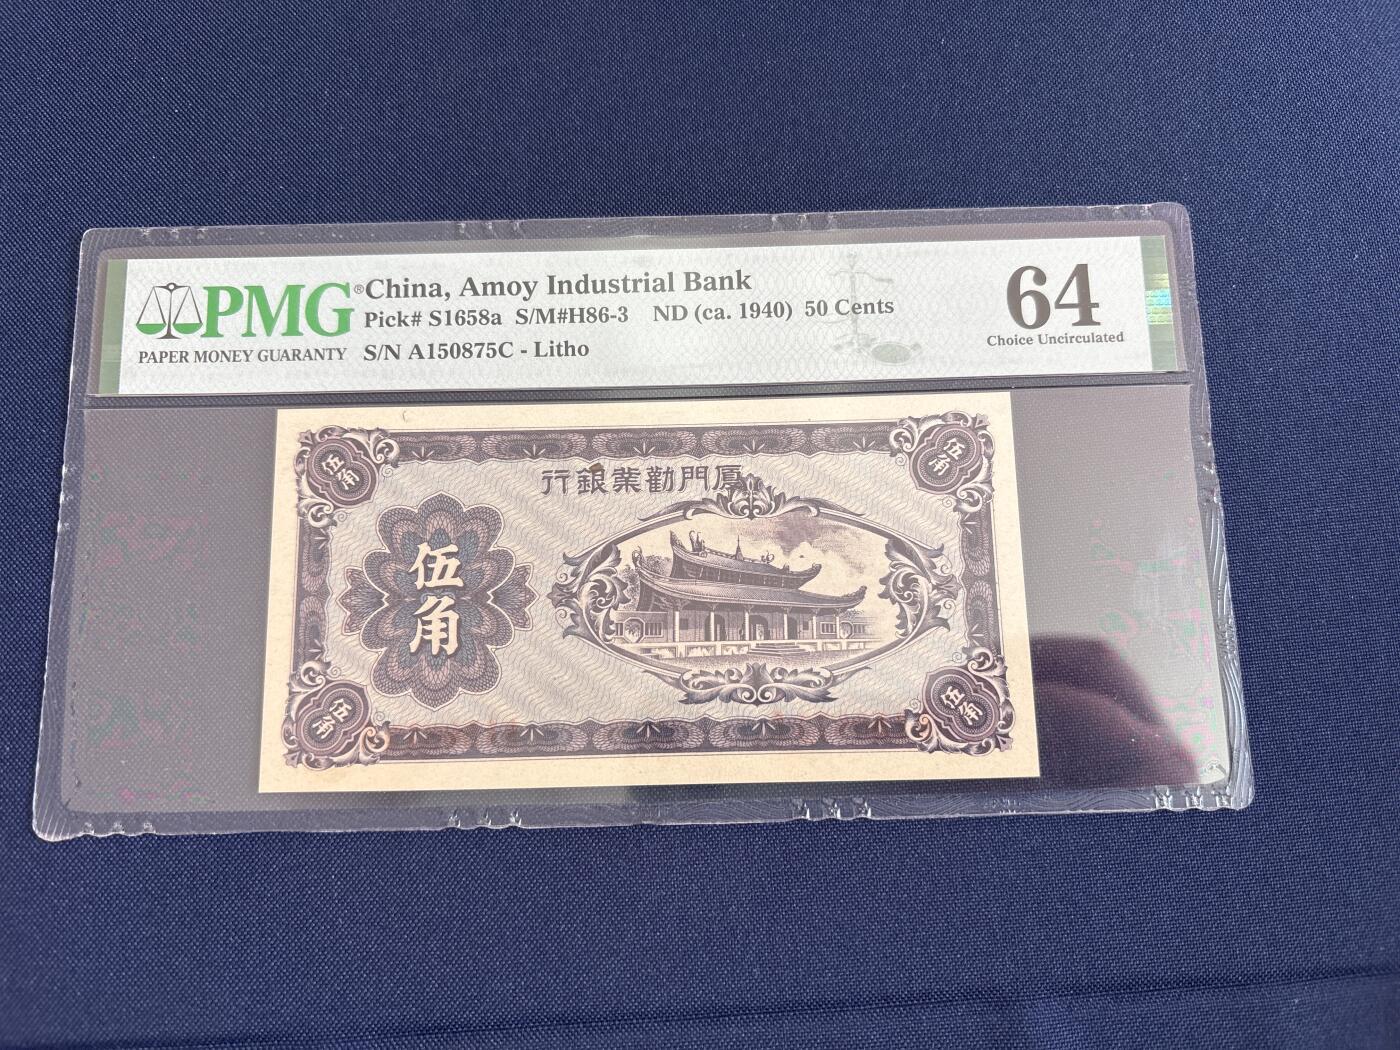 PMG® China, Amoy Industrial Bank
Pick# S1658a S/M#H86-3 ND (ca. 1940) 50 Cents
PAPER MONEY GUARANTY S/N A150875C - Litho
64
Choice Uncirculated
伍角
伍角
行銀業勸門廈
伍角
伍角
伍角